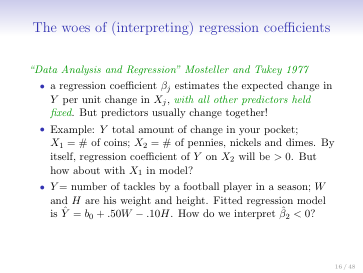 The woes of (interpreting) regression coefficients
“Data Analysis and Regression” Mosteller and Tukey 1977
• a regression coefficient βj estimates the expected change in
Y per unit change in Xj, with all other predictors held
fixed. But predictors usually change together!
• Example: Y total amount of change in your pocket;
X1 = # of coins; X2 = # of pennies, nickels and dimes. By
itself, regression coefficient of Y on X2 will be > 0. But
how about with X1 in model?
• Y= number of tackles by a football player in a season; W
and H are his weight and height. Fitted regression model
is Ŷ = b0 + .50W − .10H. How do we interpret β̂2 < 0?
16 / 48